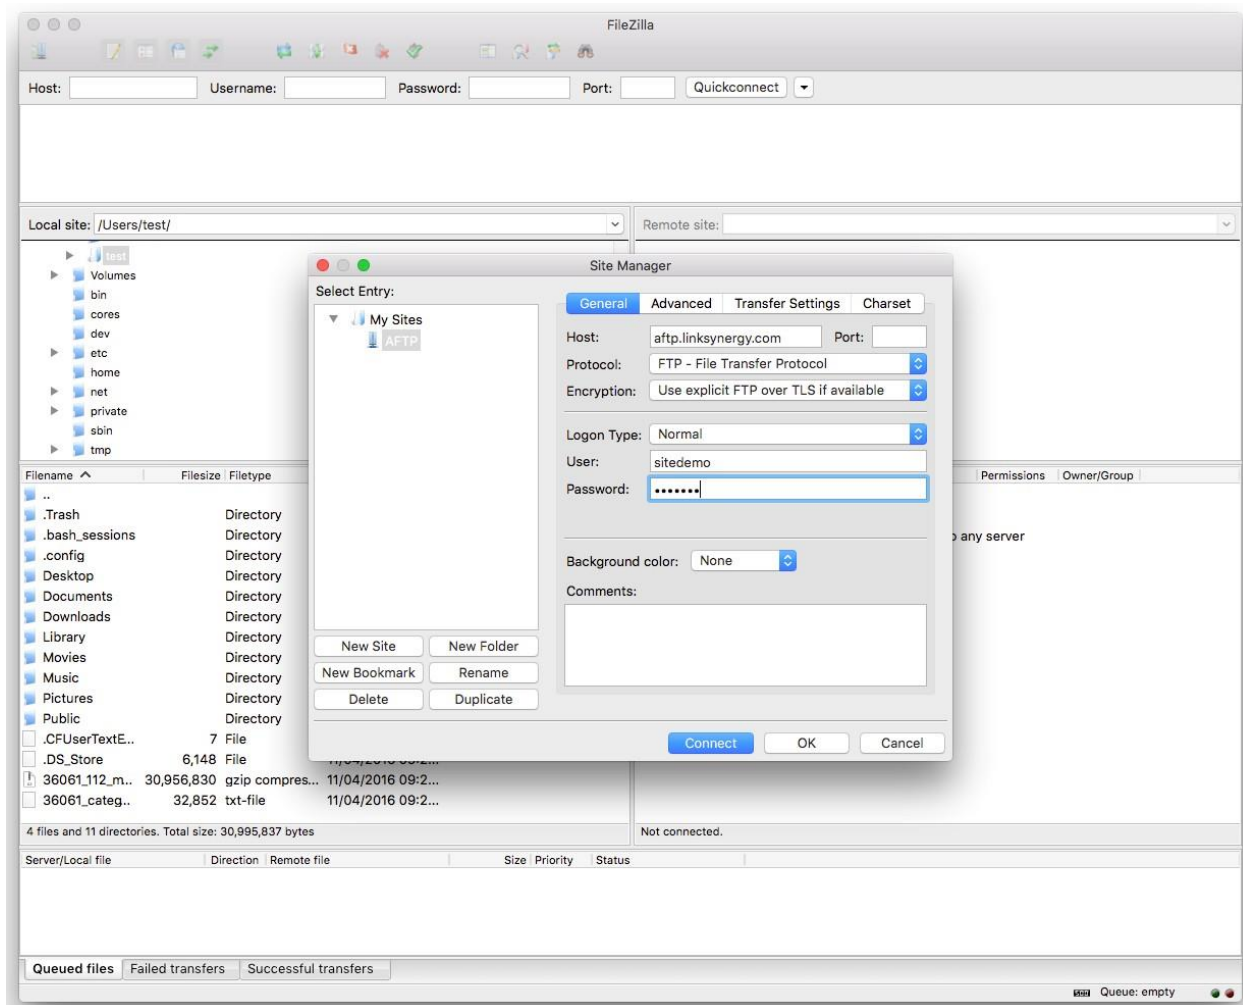 FileZilla
Host: Username: Password: Port: Quickconnect
Local site: /Users/test/
Remote site:
test
Volumes
bin
cores
dev
etc
home
net
private
sbin
tmp
Filename Filesize Filetype
..
.Trash Directory
.bash_sessions Directory
.config Directory
Desktop Directory
Documents Directory
Downloads Directory
Library Directory
Movies Directory
Music Directory
Pictures Directory
Public Directory
.CFUserTextE... 7 File
.DS_Store 6,148 File
36061_112_m... 30,956,830 gzip compres... 11/04/2016 09:2...
36061_categ.. 32,852 txt-file 11/04/2016 09:2...
4 files and 11 directories. Total size: 30,995,837 bytes
Site Manager
Select Entry:
My Sites
AFTP
New Site New Folder
New Bookmark Rename
Delete Duplicate
General Advanced Transfer Settings Charset
Host: aftp.linksynergy.com Port:
Protocol: FTP - File Transfer Protocol
Encryption: Use explicit FTP over TLS if available
Logon Type: Normal
User: sitedemo
Password: •••••••
Background color: None
Comments:
Connect OK Cancel
Permissions Owner/Group
any server
Not connected.
Server/Local file Direction Remote file Size Priority Status
Queued files Failed transfers Successful transfers
Queue: empty